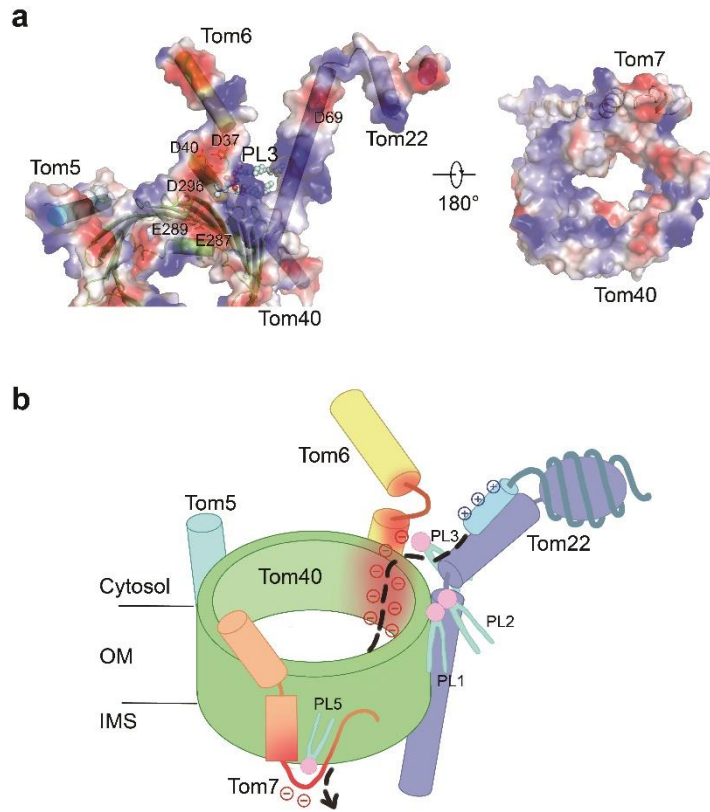 a
Tom6
Tom7
D69
Tom22
D37
D40
PL3
Tom5
D296
180°
E289
E287
Tom40
Tom40
b
Tom6
Tom5
PL3
Tom22
Cytosol
Tom40
PL2
OM
PL1
IMS
PL5
Tom7